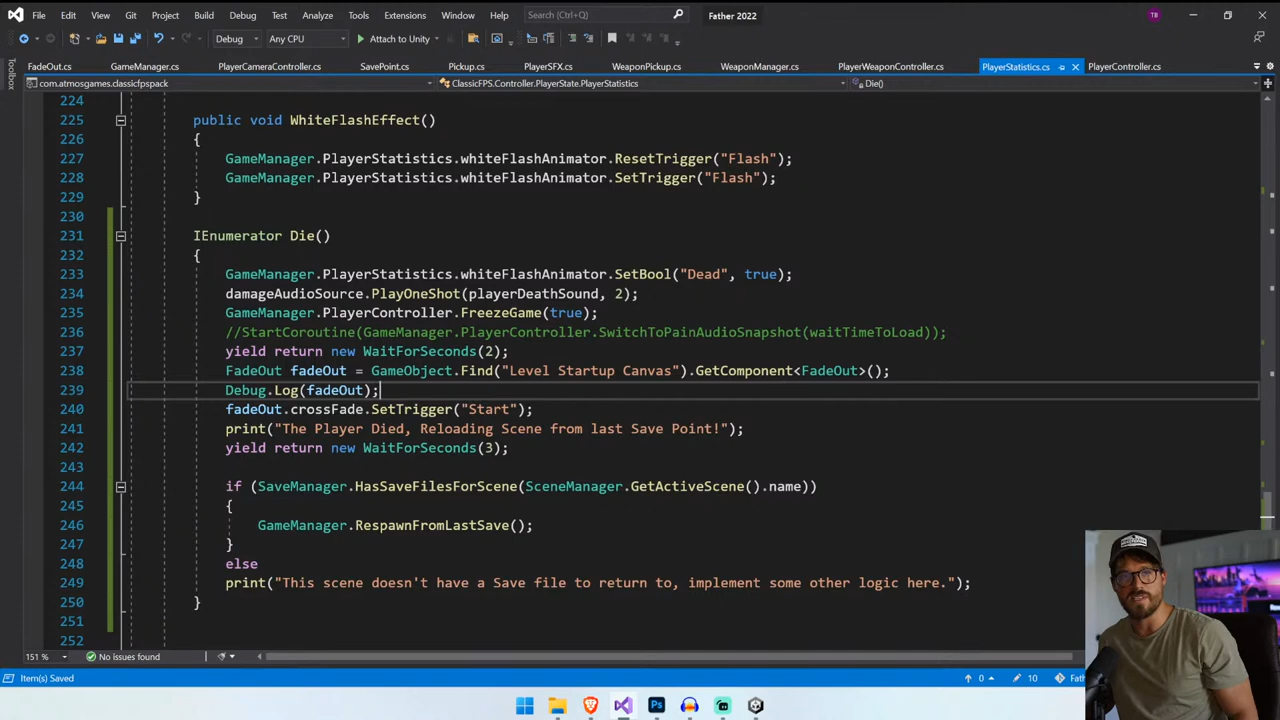 File Edit View Git Project Build Debug Test Analyze Tools Extensions Window Help Search (Ctrl+Q) Father 2022 TB
Debug Any CPU Attach to Unity
FadeOut.cs GameManager.cs PlayerCameraController.cs SavePoint.cs Pickup.cs PlayerSFX.cs WeaponPickup.cs WeaponManager.cs PlayerWeaponController.cs PlayerStatistics.cs PlayerController.cs
Toolbox
com.atmosgames.classicfpspack ClassicFPS.Controller.PlayerState.PlayerStatistics Die()
224
225 public void WhiteFlashEffect()
226 {
227 GameManager.PlayerStatistics.whiteFlashAnimator.ResetTrigger("Flash");
228 GameManager.PlayerStatistics.whiteFlashAnimator.SetTrigger("Flash");
229 }
230
231 IEnumerator Die()
232 {
233 GameManager.PlayerStatistics.whiteFlashAnimator.SetBool("Dead", true);
234 damageAudioSource.PlayOneShot(playerDeathSound, 2);
235 GameManager.PlayerController.FreezeGame(true);
236 //StartCoroutine(GameManager.PlayerController.SwitchToPainAudioSnapshot(waitTimeToLoad));
237 yield return new WaitForSeconds(2);
238 FadeOut fadeOut = GameObject.Find("Level Startup Canvas").GetComponent<FadeOut>();
239 Debug.Log(fadeOut);
240 fadeOut.crossFade.SetTrigger("Start");
241 print("The Player Died, Reloading Scene from last Save Point!");
242 yield return new WaitForSeconds(3);
243
244 if (SaveManager.HasSaveFilesForScene(SceneManager.GetActiveScene().name))
245 {
246 GameManager.RespawnFromLastSave();
247 }
248 else
249 print("This scene doesn't have a Save file to return to, implement some other logic here.");
250 }
251
252
151 % No issues found
Item(s) Saved 0 10